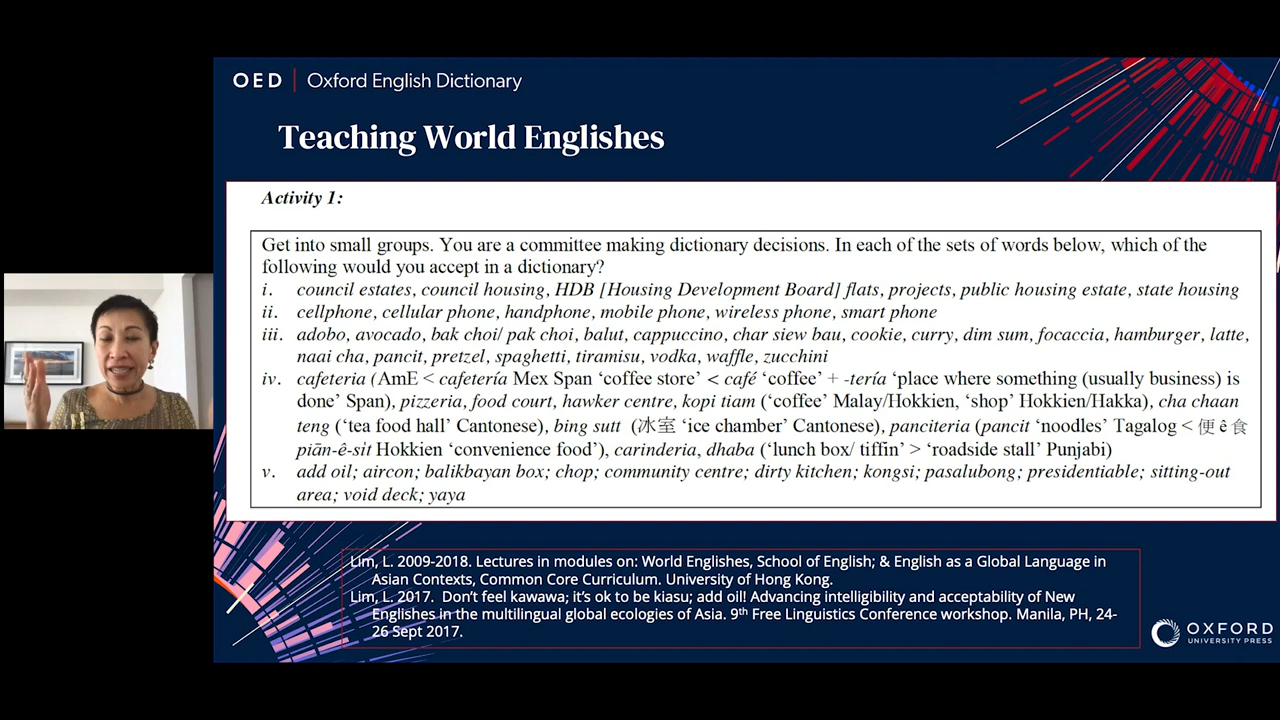 OED | Oxford English Dictionary
Teaching World Englishes
Activity 1:
Get into small groups. You are a committee making dictionary decisions. In each of the sets of words below, which of the
following would you accept in a dictionary?
i. council estates, council housing, HDB [Housing Development Board] flats, projects, public housing estate, state housing
ii. cellphone, cellular phone, handphone, mobile phone, wireless phone, smart phone
iii. adobo, avocado, bak choi/ pak choi, balut, cappuccino, char siew bau, cookie, curry, dim sum, focaccia, hamburger, latte,
naai cha, pancit, pretzel, spaghetti, tiramisu, vodka, waffle, zucchini
iv. cafeteria (AmE < cafetería Mex Span ‘coffee store’ < café ‘coffee’ + -tería ‘place where something (usually business) is
done’ Span), pizzeria, food court, hawker centre, kopi tiam (‘coffee’ Malay/Hokkien, ‘shop’ Hokkien/Hakka), cha chaan
teng (‘tea food hall’ Cantonese), bing sutt (冰室 ‘ice chamber’ Cantonese), panciteria (pancit ‘noodles’ Tagalog < 便 ê 食
piān-ê-si̍t Hokkien ‘convenience food’), carinderia, dhaba (‘lunch box/ tiffin’ > ‘roadside stall’ Punjabi)
v. add oil; aircon; balikbayan box; chop; community centre; dirty kitchen; kongsi; pasalubong; presidentiable; sitting-out
area; void deck; yaya
Lim, L. 2009-2018. Lectures in modules on: World Englishes, School of English; & English as a Global Language in
Asian Contexts, Common Core Curriculum. University of Hong Kong.
Lim, L. 2017. Don’t feel kawawa; it’s ok to be kiasu; add oil! Advancing intelligibility and acceptability of New
Englishes in the multilingual global ecologies of Asia. 9th Free Linguistics Conference workshop. Manila, PH, 24-
26 Sept 2017.
OXFORD
UNIVERSITY PRESS